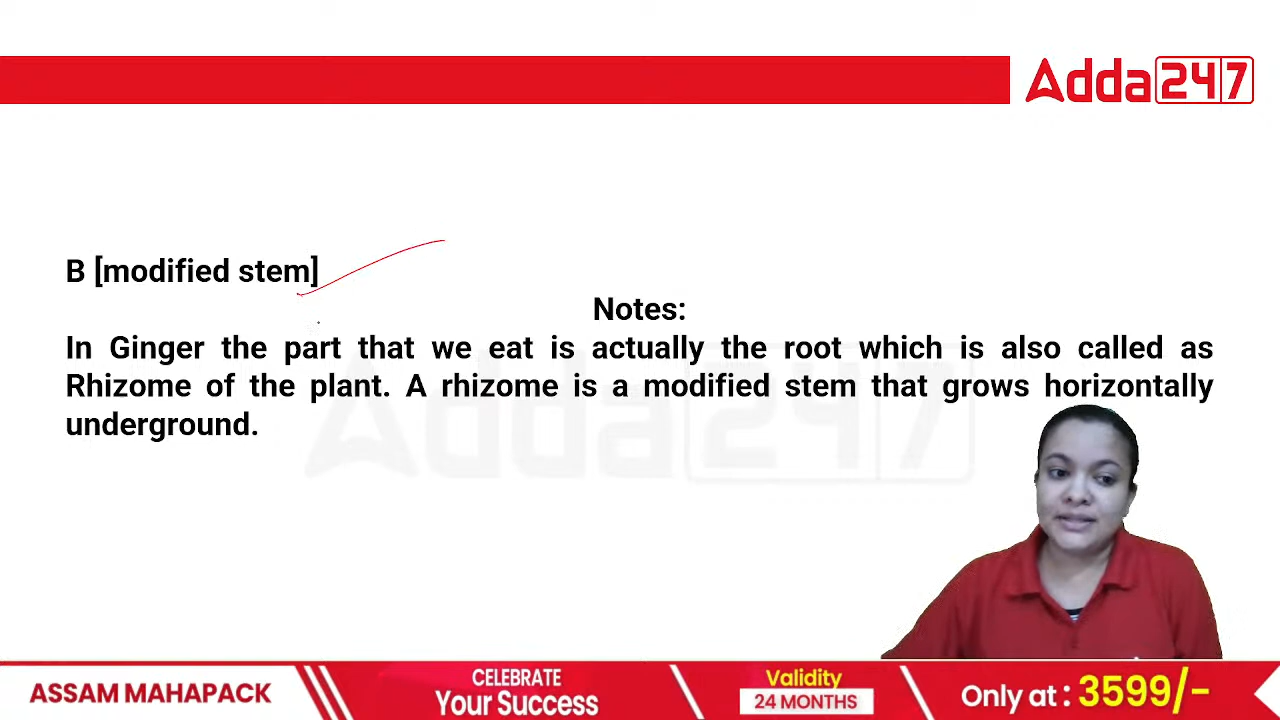 Adda247
B [modified stem]
Notes:
In Ginger the part that we eat is actually the root which is also called as
Rhizome of the plant. A rhizome is a modified stem that grows horizontally
underground.
Adda247
ASSAM MAHAPACK
CELEBRATE
Your Success
Validity
24 MONTHS
Only at : 3599/-